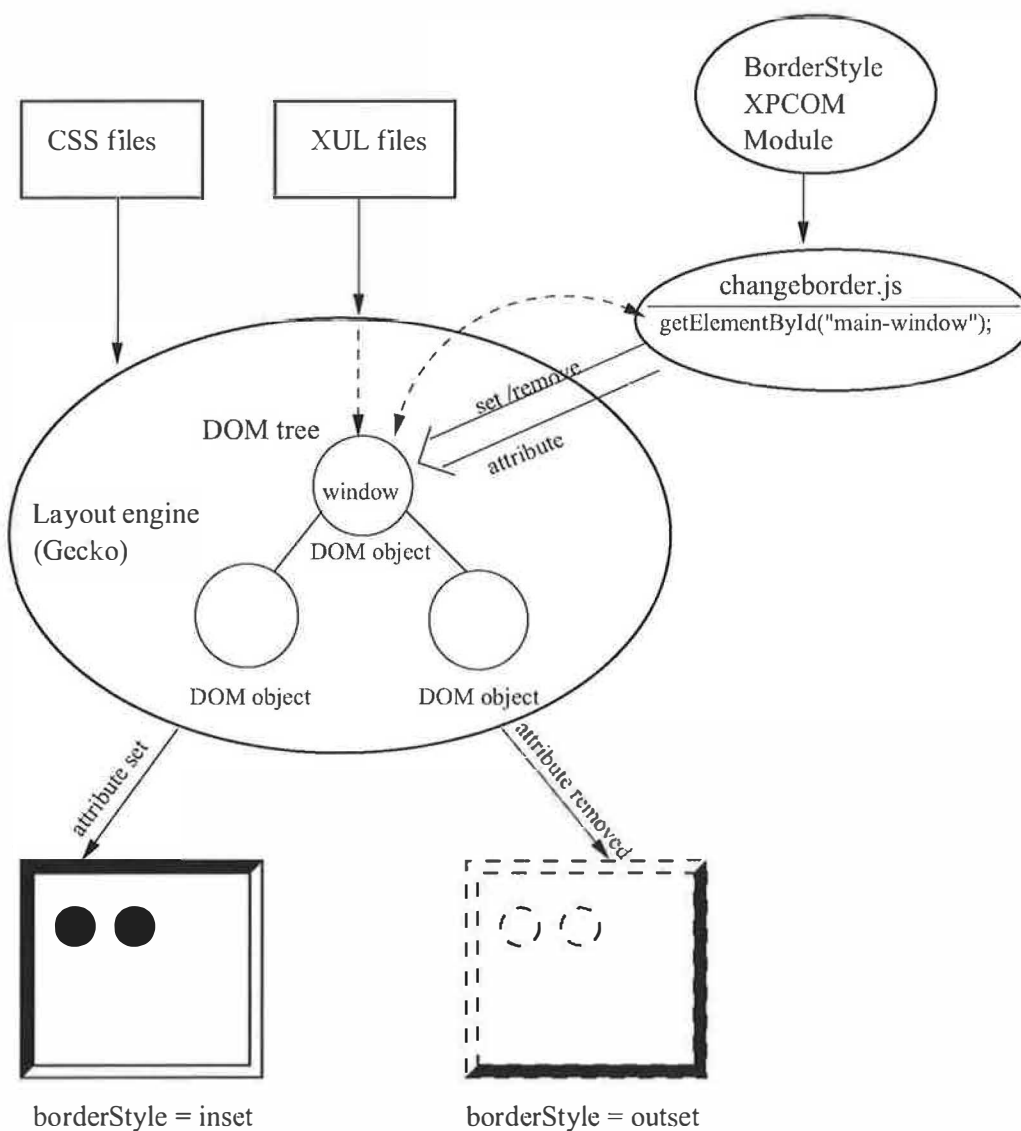 BorderStyle
XPCOM
Module
CSS files
XUL files
changeborder.js
getElementById("main-window");
set /remove
attribute
DOM tree
window
Layout engine
(Gecko)
DOM object
DOM object
DOM object
attribute set
attribute removed
borderStyle = inset
borderStyle = outset